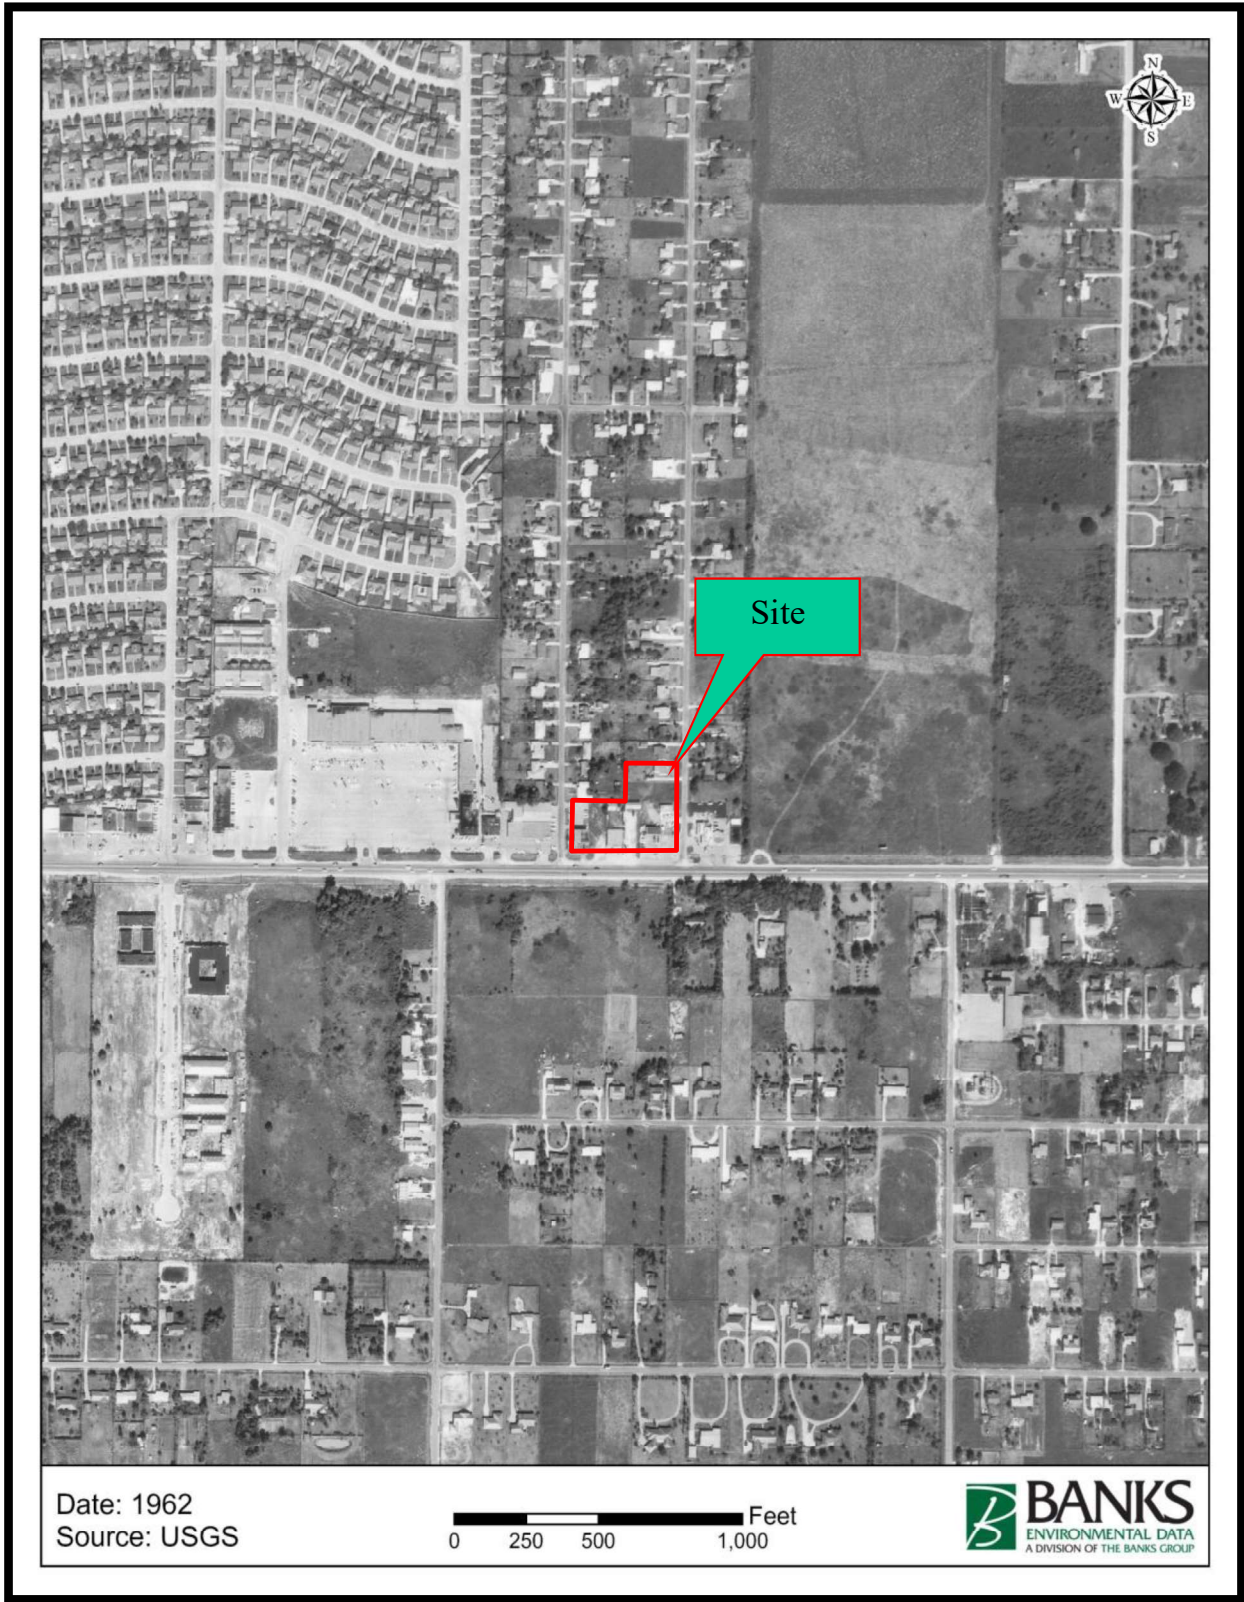 N
W E
S
Site
Date: 1962
Source: USGS
Feet
0 250 500 1,000
BANKS
ENVIRONMENTAL DATA
A DIVISION OF THE BANKS GROUP